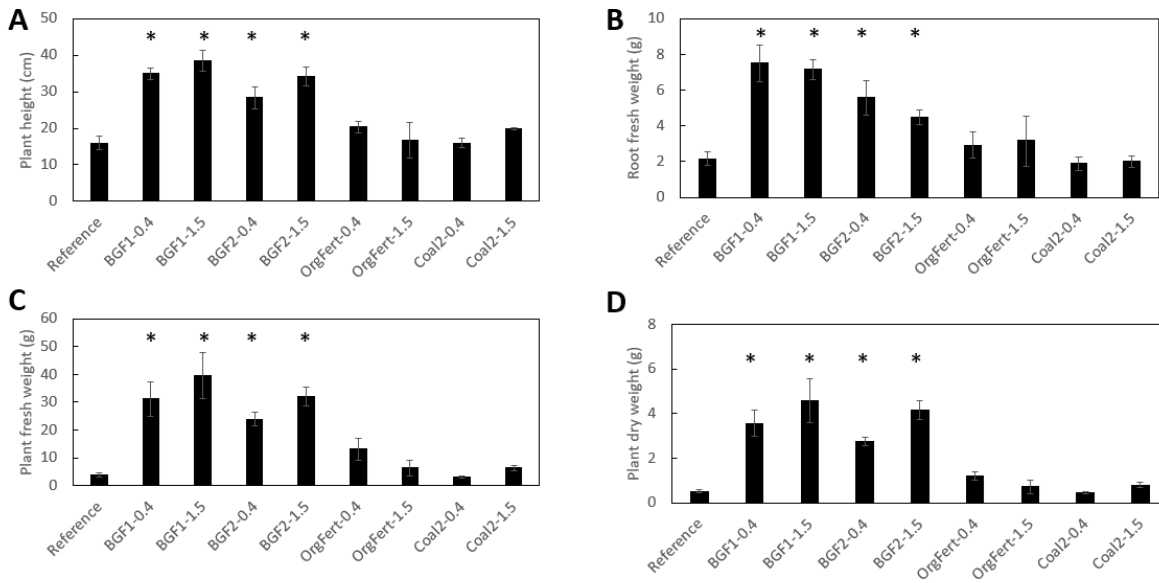 A
Plant height (cm)
50
40
30
20
10
0
* * * *
Reference
BGF1-0.4
BGF1-1.5
BGF2-0.4
BGF2-1.5
OrgFert-0.4
OrgFert-1.5
Coal2-0.4
Coal2-1.5
B
Root fresh weight (g)
10
8
6
4
2
0
* * * *
Reference
BGF1-0.4
BGF1-1.5
BGF2-0.4
BGF2-1.5
OrgFert-0.4
OrgFert-1.5
Coal2-0.4
Coal2-1.5
C
Plant fresh weight (g)
60
50
40
30
20
10
0
* * * *
Reference
BGF1-0.4
BGF1-1.5
BGF2-0.4
BGF2-1.5
OrgFert-0.4
OrgFert-1.5
Coal2-0.4
Coal2-1.5
D
Plant dry weight (g)
8
6
4
2
0
* * * *
Reference
BGF1-0.4
BGF1-1.5
BGF2-0.4
BGF2-1.5
OrgFert-0.4
OrgFert-1.5
Coal2-0.4
Coal2-1.5